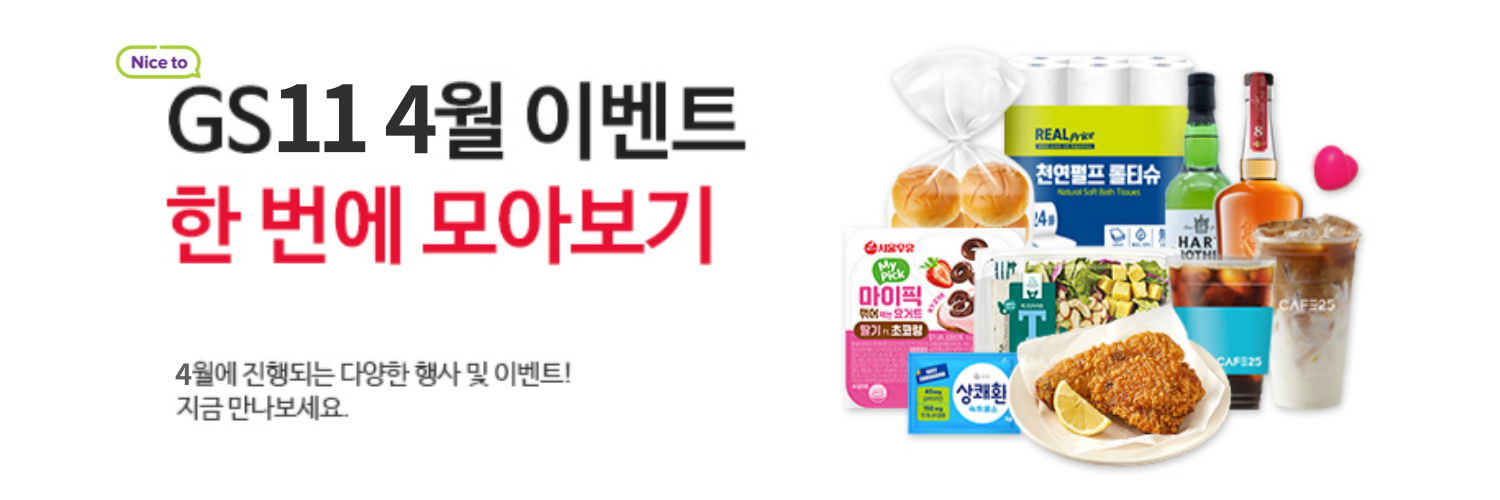 Nice to
GS11 4월 이벤트
한 번에 모아보기
4월에 진행되는 다양한 행사 및 이벤트!
지금 만나보세요.
REAL Price
천연펄프 롤티슈
Natural Soft Bath Tissues
24롤
8
HAR
OTHE
서울우유
My Pick
마이픽
꺾어먹는 요거트
딸기 초코링
T
CAFE25
CAFE25
상쾌환